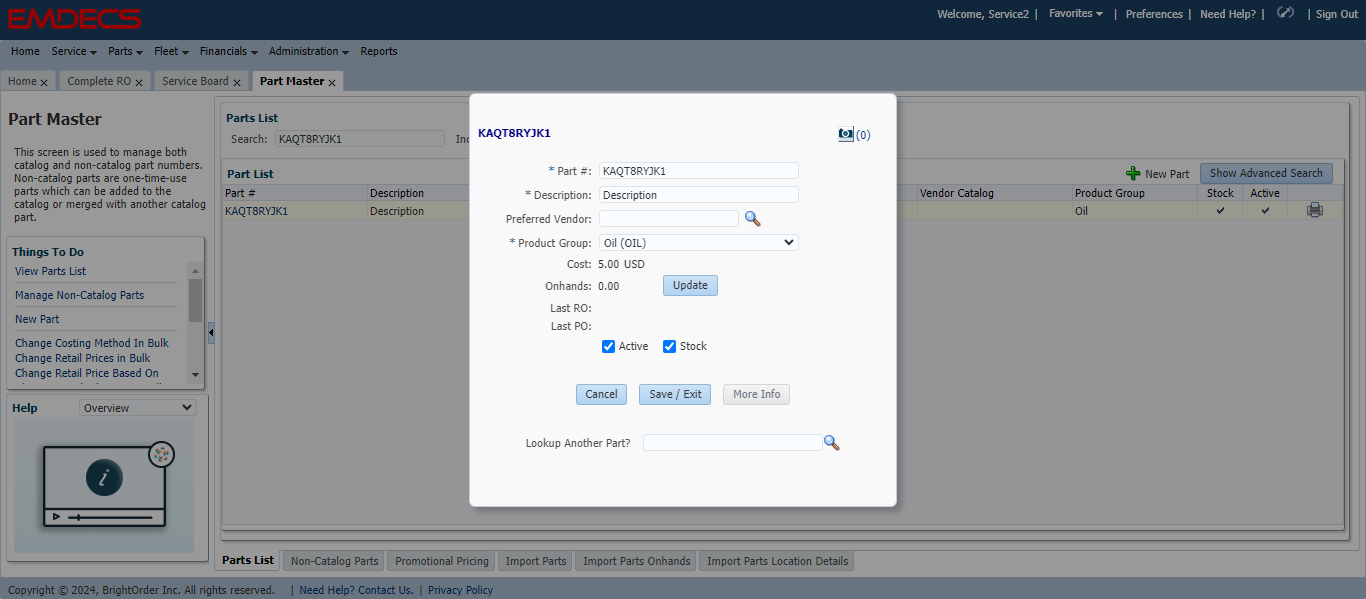 EMDECS
Welcome, Service2 | Favorites | Preferences | Need Help? | | Sign Out
Home Service Parts Fleet Financials Administration Reports
Home x Complete RO x Service Board x Part Master x
Part Master
This screen is used to manage both
catalog and non-catalog part numbers.
Non-catalog parts are one-time-use
parts which can be added to the
catalog or merged with another catalog
part.
Things To Do
View Parts List
Manage Non-Catalog Parts
New Part
Change Costing Method In Bulk
Change Retail Prices in Bulk
Change Retail Price Based On
Help Overview
Parts List
Search: KAQT8RYJK1
Part List
New Part Show Advanced Search
Part # Description Vendor Catalog Product Group Stock Active
KAQT8RYJK1 Description Oil ✓ ✓
KAQT8RYJK1 (0)
* Part #: KAQT8RYJK1
* Description: Description
Preferred Vendor:
* Product Group: Oil (OIL)
Cost: 5.00 USD
Onhands: 0.00 Update
Last RO:
Last PO:
Active Stock
Cancel Save / Exit More Info
Lookup Another Part?
Parts List Non-Catalog Parts Promotional Pricing Import Parts Import Parts Onhands Import Parts Location Details
Copyright © 2024, BrightOrder Inc. All rights reserved. | Need Help? Contact Us. | Privacy Policy